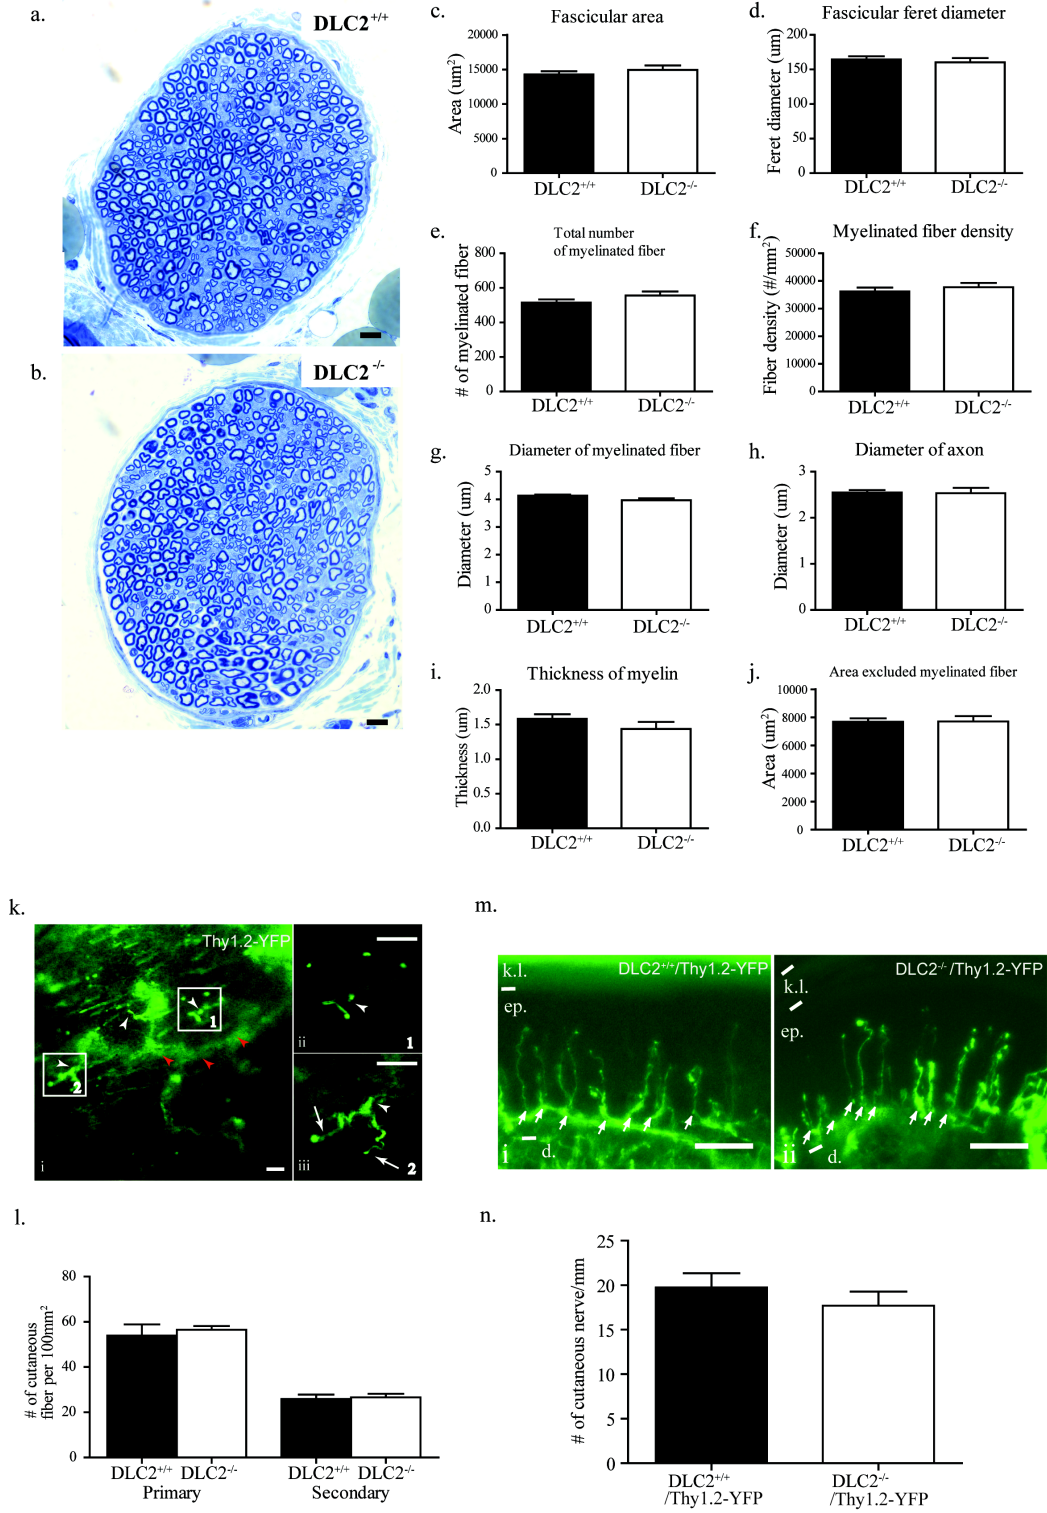 a.
DLC2+/+
b.
DLC2-/-
c.
Fascicular area
Area (um2)
20000
15000
10000
5000
0
DLC2+/+
DLC2-/-
d.
Fascicular feret diameter
Feret diameter (um)
200
150
100
50
0
DLC2+/+
DLC2-/-
e.
Total number
of myelinated fiber
# of myelinated fiber
800
600
400
200
0
DLC2+/+
DLC2-/-
f.
Myelinated fiber density
Fiber density (#/mm2)
50000
40000
30000
20000
10000
0
DLC2+/+
DLC2-/-
g.
Diameter of myelinated fiber
Diameter (um)
5
4
3
2
1
0
DLC2+/+
DLC2-/-
h.
Diameter of axon
Diameter (um)
3
2
1
0
DLC2+/+
DLC2-/-
i.
Thickness of myelin
Thickness (um)
2.0
1.5
1.0
0.5
0.0
DLC2+/+
DLC2-/-
j.
Area excluded myelinated fiber
Area (um2)
10000
8000
6000
4000
2000
0
DLC2+/+
DLC2-/-
k.
Thy1.2-YFP
1
2
i
ii
1
iii
2
m.
DLC2+/+/Thy1.2-YFP
k.l.
ep.
d.
i
DLC2-/-/Thy1.2-YFP
k.l.
ep.
d.
ii
l.
# of cutaneous
fiber per 100mm2
80
60
40
20
0
DLC2+/+
DLC2-/-
DLC2+/+
DLC2-/-
Primary
Secondary
n.
# of cutaneous nerve/mm
25
20
15
10
5
0
DLC2+/+
/Thy1.2-YFP
DLC2-/-
/Thy1.2-YFP